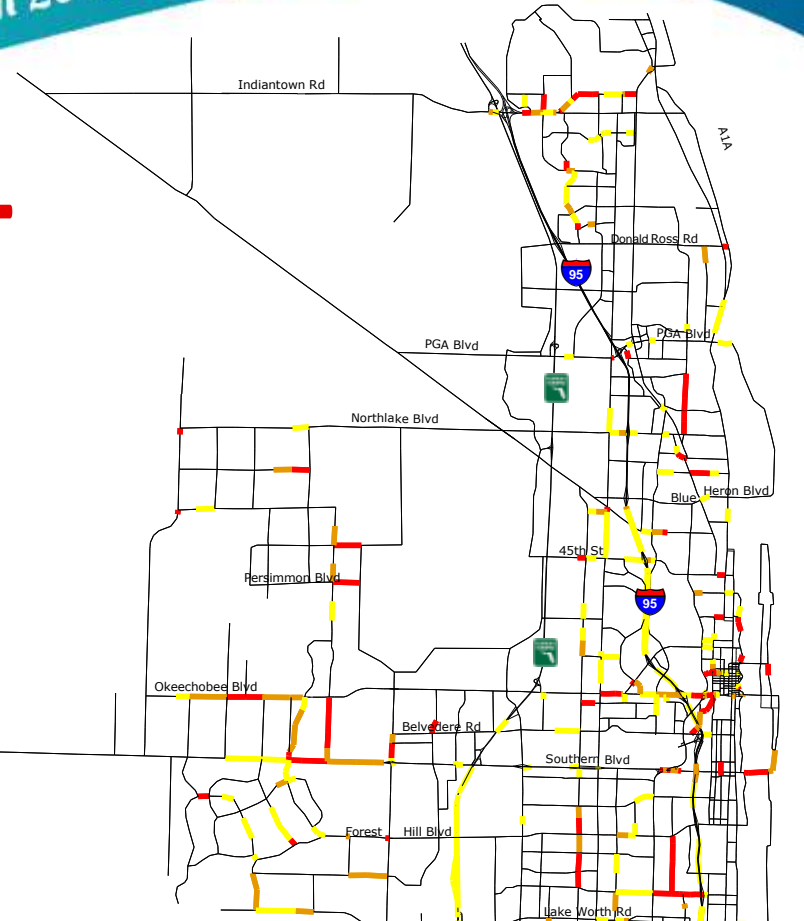 Indiantown Rd
A1A
Donald Ross Rd
95
PGA Blvd
PGA Blvd
Northlake Blvd
Blue Heron Blvd
45th St
Persimmon Blvd
95
Okeechobee Blvd
Belvedere Rd
Southern Blvd
Forest Hill Blvd
Lake Worth Rd